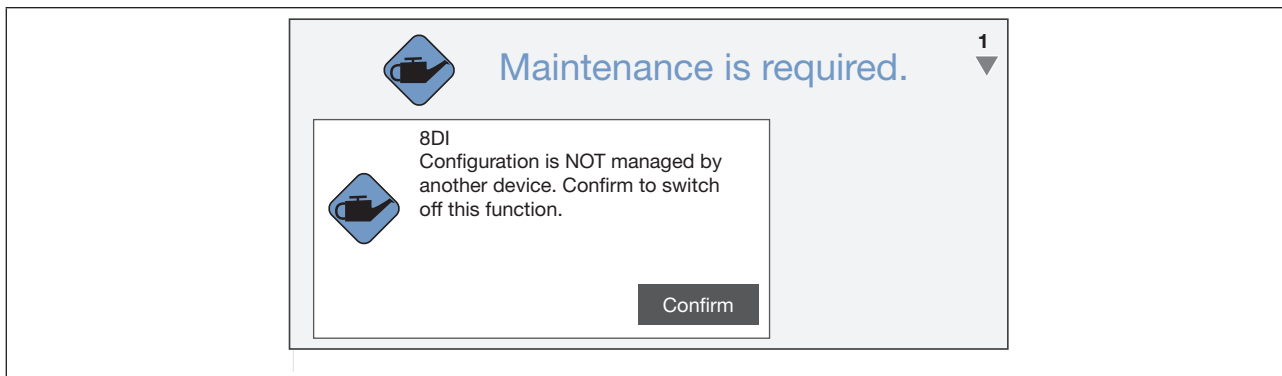 Maintenance is required.
1
8DI
Configuration is NOT managed by
another device. Confirm to switch
off this function.
Confirm